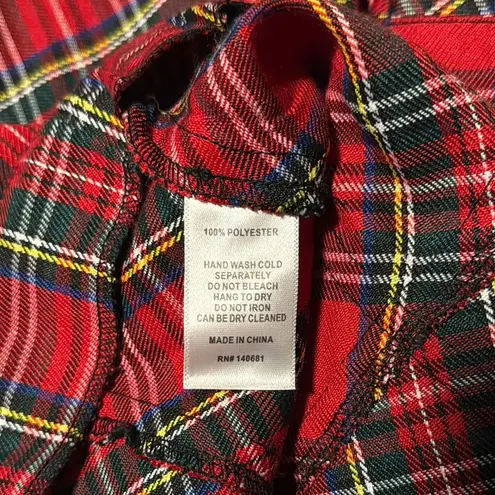 100% POLYESTER
HAND WASH COLD
SEPARATELY
DO NOT BLEACH
HANG TO DRY
DO NOT IRON
CAN BE DRY CLEANED
MADE IN CHINA
RN# 140681